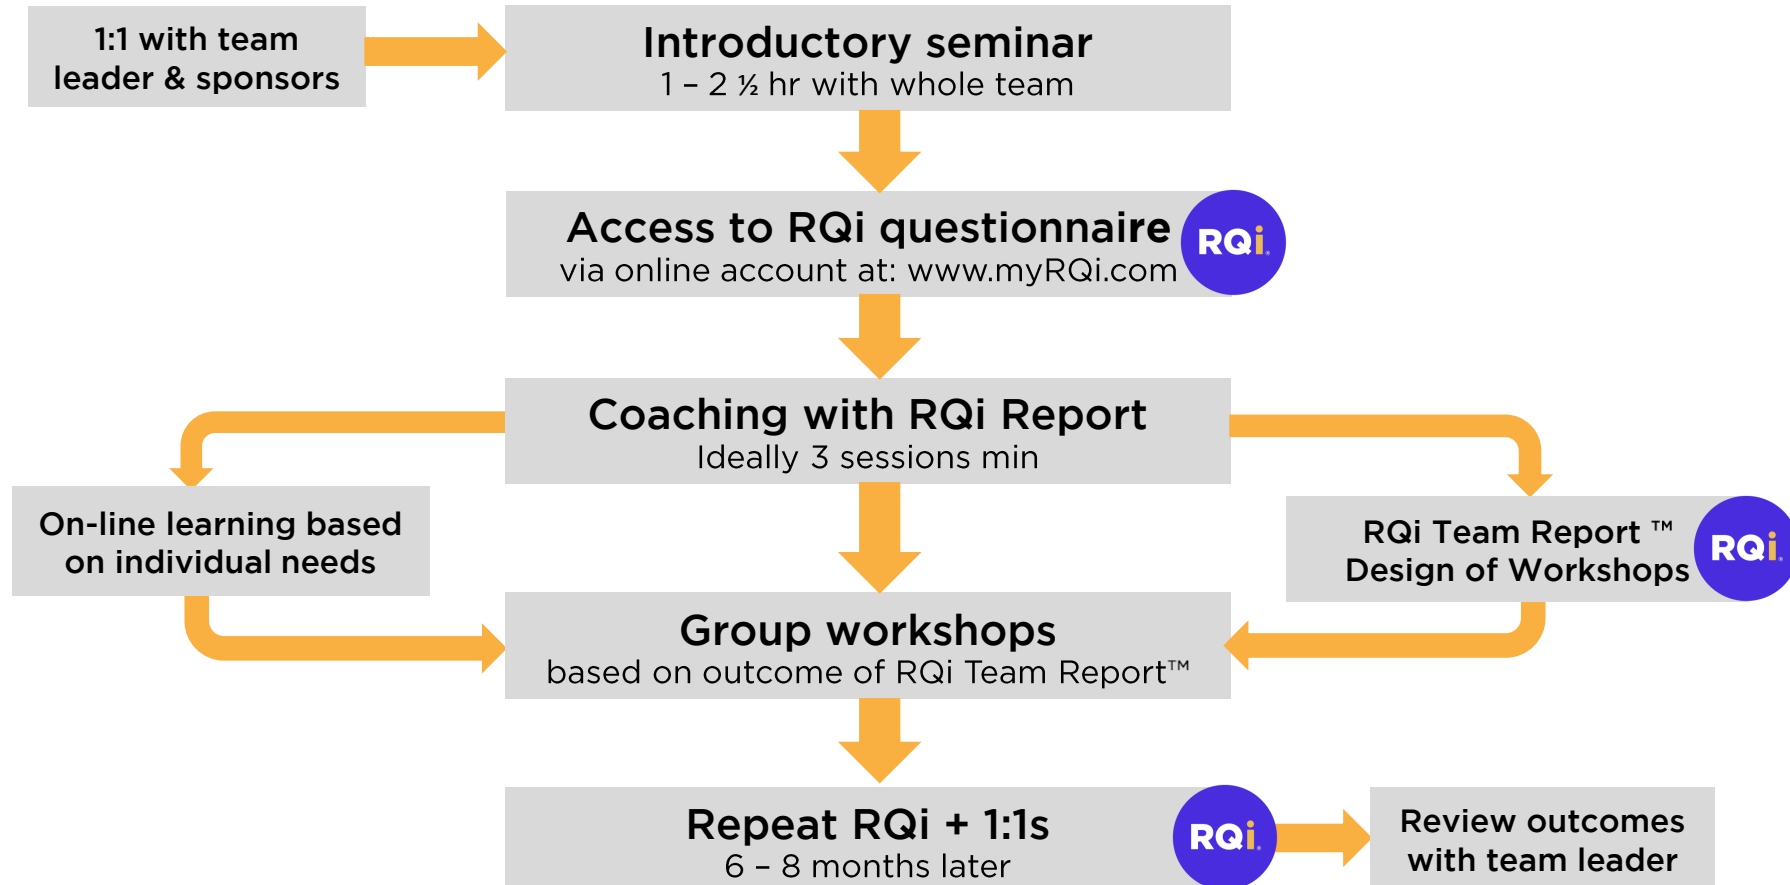 1:1 with team
leader & sponsors
Introductory seminar
1 – 2 ½ hr with whole team
Access to RQi questionnaire
via online account at: www.myRQi.com
RQi®
Coaching with RQi Report
Ideally 3 sessions min
On-line learning based
on individual needs
RQi Team Report ™
Design of Workshops
RQi®
Group workshops
based on outcome of RQi Team Report™
Repeat RQi + 1:1s
6 – 8 months later
RQi®
Review outcomes
with team leader